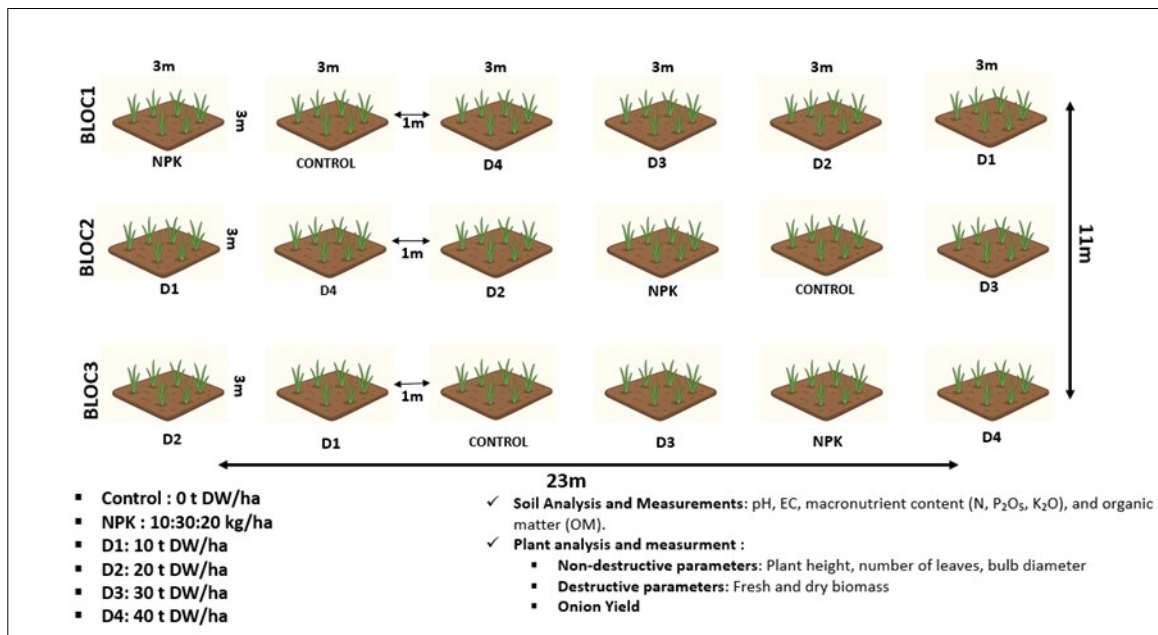 3m 3m 3m 3m 3m 3m
BLOC1
3m
1m
NPK CONTROL D4 D3 D2 D1
BLOC2
3m
1m
11m
D1 D4 D2 NPK CONTROL D3
BLOC3
3m
1m
D2 D1 CONTROL D3 NPK D4
23m
▪ Control : 0 t DW/ha
▪ NPK : 10:30:20 kg/ha
▪ D1: 10 t DW/ha
▪ D2: 20 t DW/ha
▪ D3: 30 t DW/ha
▪ D4: 40 t DW/ha
✓ Soil Analysis and Measurements: pH, EC, macronutrient content (N, P₂O₅, K₂O), and organic
matter (OM).
✓ Plant analysis and measurment :
▪ Non-destructive parameters: Plant height, number of leaves, bulb diameter
▪ Destructive parameters: Fresh and dry biomass
▪ Onion Yield